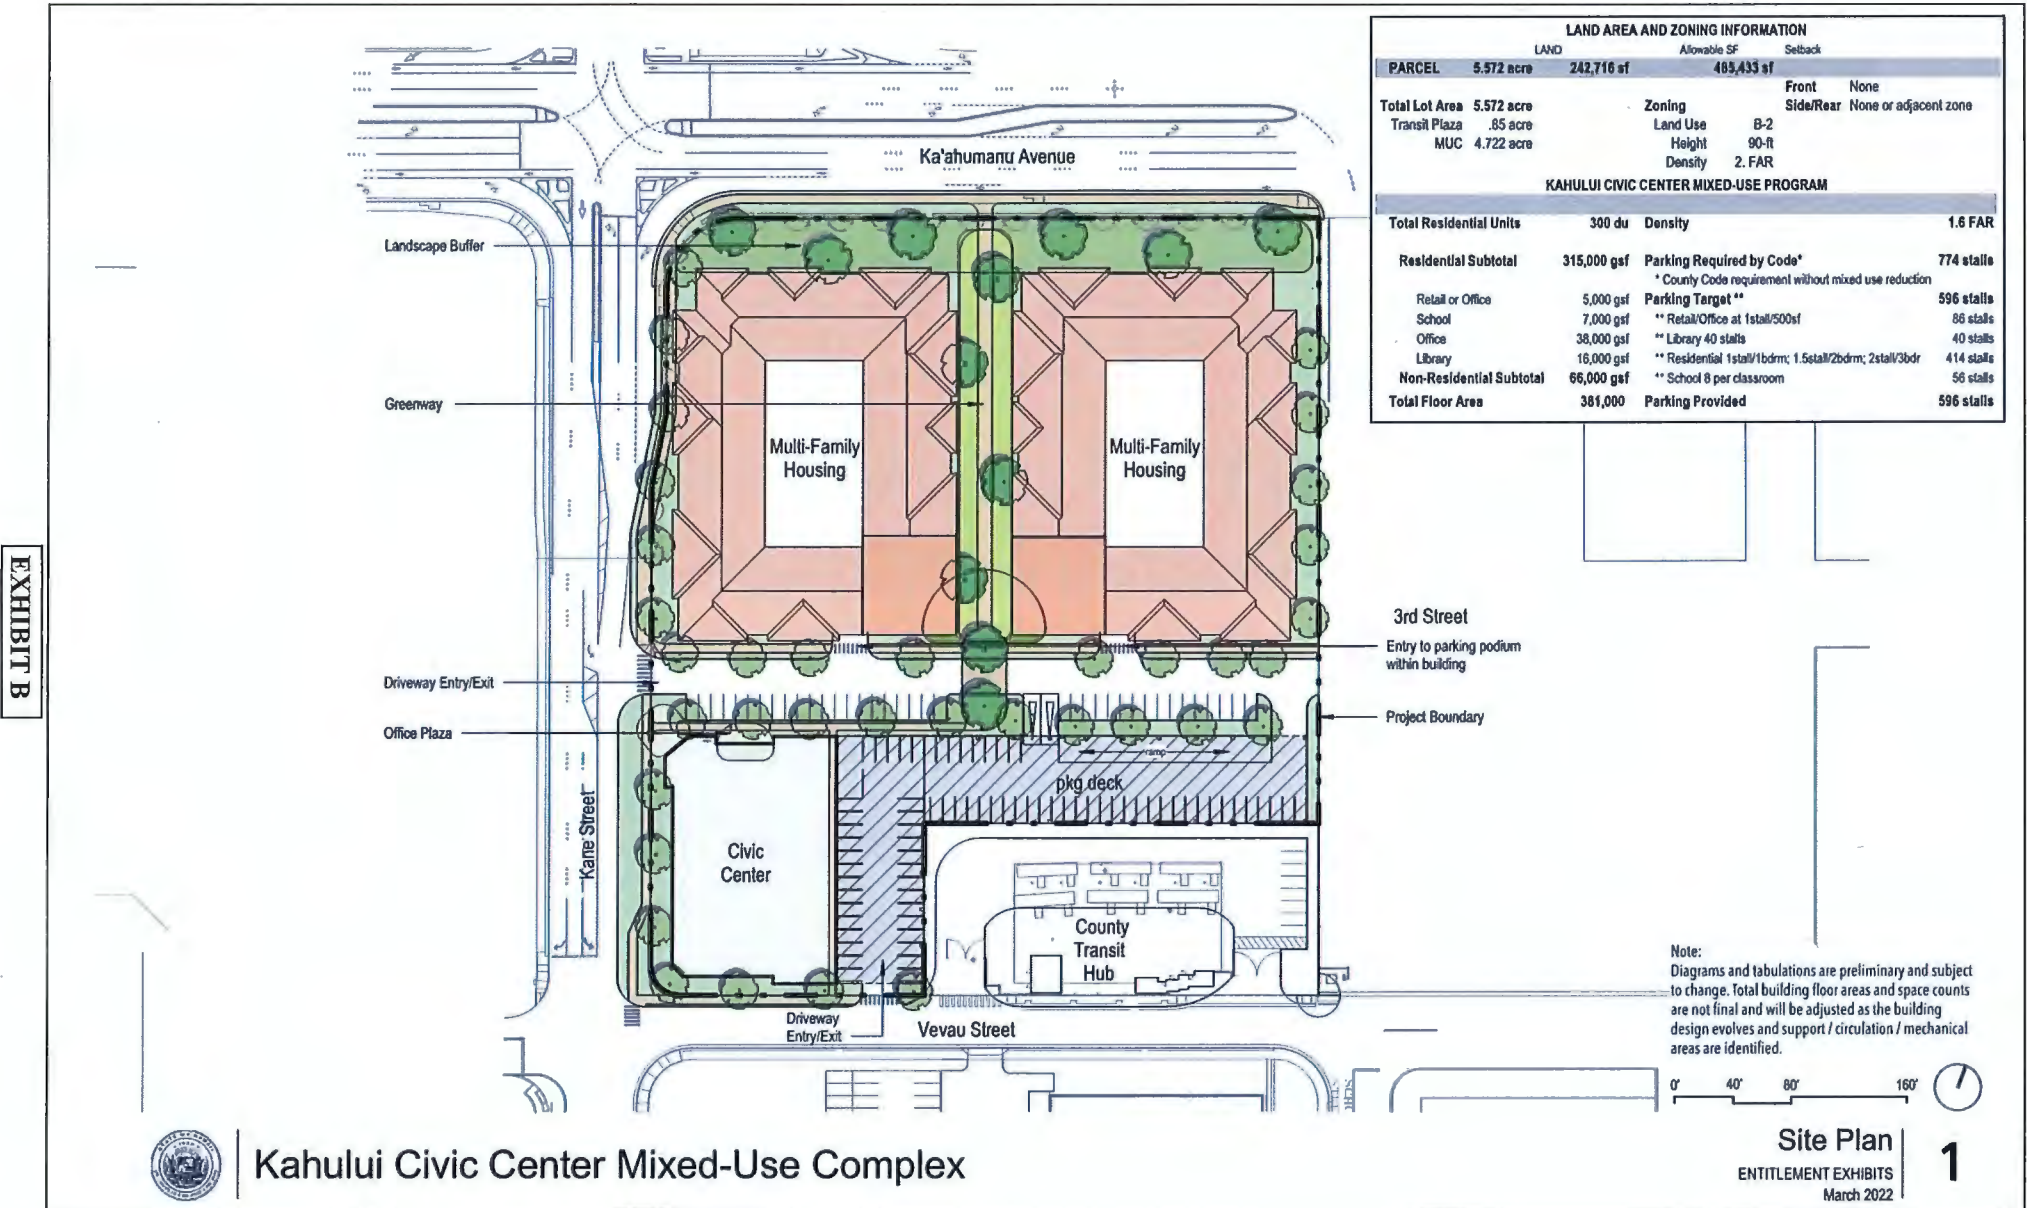 EXHIBIT B
LAND AREA AND ZONING INFORMATION
LAND Allowable SF Setback
PARCEL 5.572 acre 242,716 sf 485,433 sf
Front None
Total Lot Area 5.572 acre Zoning Side/Rear None or adjacent zone
Transit Plaza .85 acre Land Use B-2
MUC 4.722 acre Height 90-ft
Density 2. FAR
KAHULUI CIVIC CENTER MIXED-USE PROGRAM
Total Residential Units 300 du Density 1.6 FAR
Residential Subtotal 315,000 gsf Parking Required by Code* 774 stalls
* County Code requirement without mixed use reduction
Retail or Office 5,000 gsf Parking Target ** 596 stalls
School 7,000 gsf ** Retail/Office at 1stall/500sf 86 stalls
Office 38,000 gsf ** Library 40 stalls 40 stalls
Library 16,000 gsf ** Residential 1stall/1bdrm; 1.5stall/2bdrm; 2stall/3bdr 414 stalls
Non-Residential Subtotal 66,000 gsf ** School 8 per classroom 56 stalls
Total Floor Area 381,000 Parking Provided 596 stalls
Ka'ahumanu Avenue
Landscape Buffer
Greenway
Multi-Family
Housing
Multi-Family
Housing
3rd Street
Entry to parking podium
within building
Driveway Entry/Exit
Project Boundary
Office Plaza
ramp
pkg deck
Kane Street
Civic
Center
County
Transit
Hub
Driveway
Entry/Exit
Vevau Street
Note:
Diagrams and tabulations are preliminary and subject
to change. Total building floor areas and space counts
are not final and will be adjusted as the building
design evolves and support / circulation / mechanical
areas are identified.
0' 40' 80' 160'
Kahului Civic Center Mixed-Use Complex
Site Plan
ENTITLEMENT EXHIBITS
March 2022
1